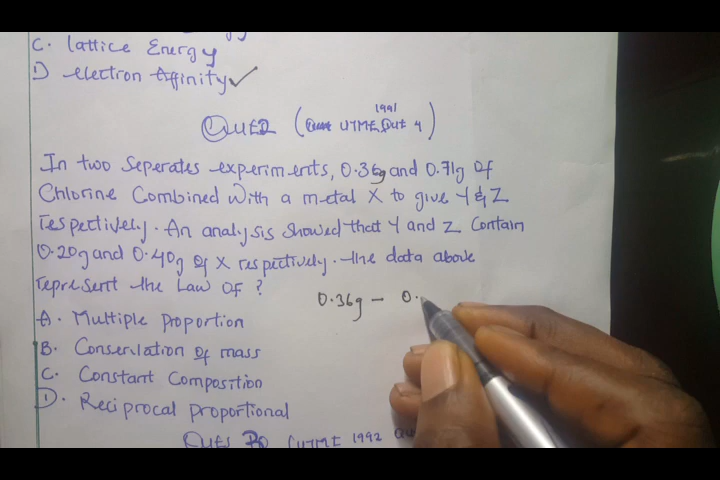 C. lattice Energy
D electron Affinity ✓
QUE2 ( UTME QUE 4)
1991
In two Seperates experiments, 0.36g and 0.71g Of
Chlorine Combined With a metal X to give Y & Z
respectively. An analysis Showed that Y and Z Contain
0.20g and 0.40g Of X respectively. the data above
represent the Law OF ?
0.36g — 0.
A. Multiple proportion
B. Conservation Of mass
C. Constant Composition
D. Reciprocal proportional
QUES (UTME 1992